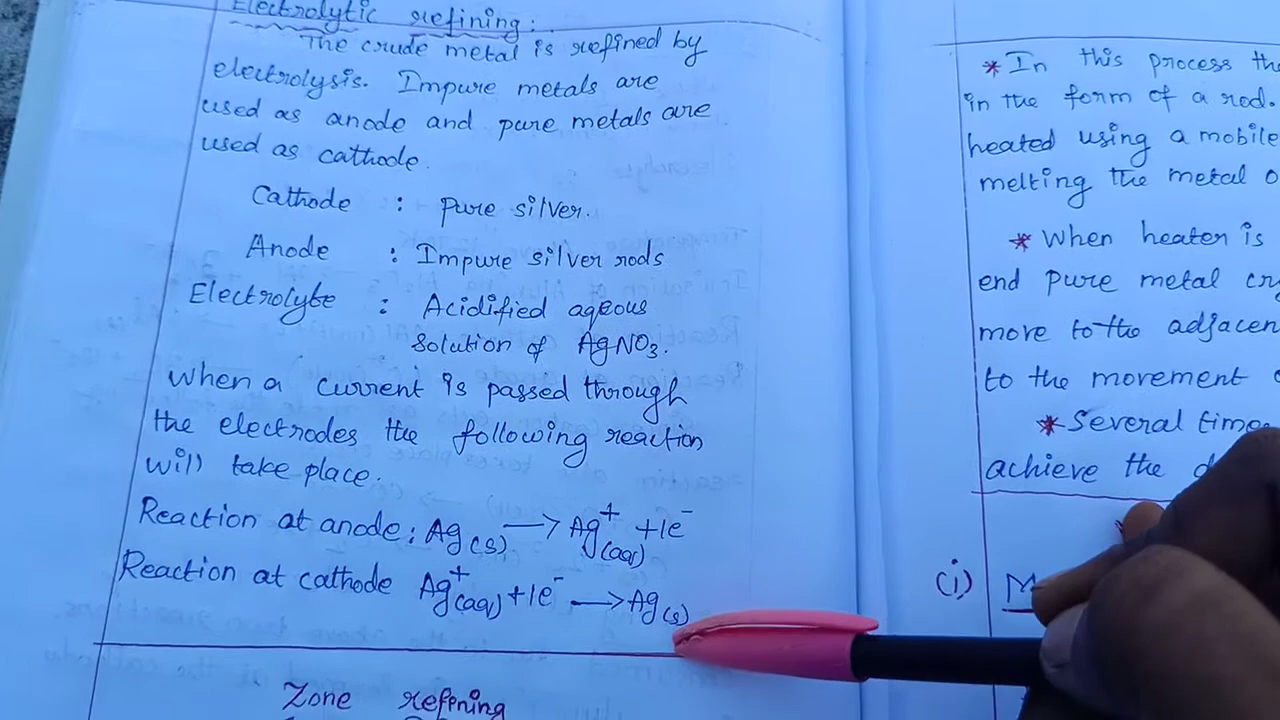 Electrolytic refining:
The crude metal is refined by
electrolysis. Impure metals are
used as anode and pure metals are
used as cathode.
Cathode : pure silver.
Anode : Impure silver rods
Electrolyte : Acidified aqeous
solution of AgNO₃.
When a current is passed through
the electrodes the following reaction
will take place.
Reaction at anode: Ag(s) → Ag⁺(aq) + 1e⁻
Reaction at cathode Ag⁺(aq) + 1e⁻ → Ag(s)
Zone refining
* In this process the
in the form of a rod.
heated using a mobile
melting the metal
* When heater is
end pure metal
move to the
to the movement
* Several
achieve the
(i)